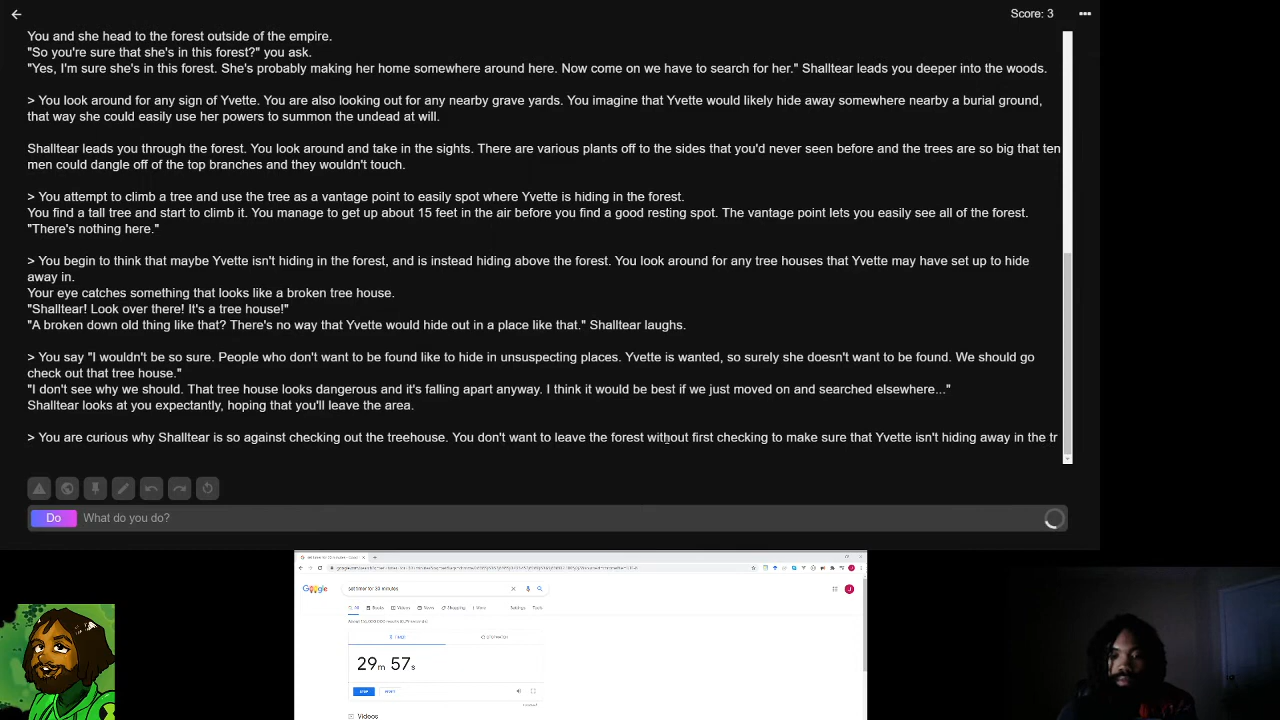 Score: 3
You and she head to the forest outside of the empire.
"So you're sure that she's in this forest?" you ask.
"Yes, I'm sure she's in this forest. She's probably making her home somewhere around here. Now come on we have to search for her." Shalltear leads you deeper into the woods.
> You look around for any sign of Yvette. You are also looking out for any nearby grave yards. You imagine that Yvette would likely hide away somewhere nearby a burial ground,
that way she could easily use her powers to summon the undead at will.
Shalltear leads you through the forest. You look around and take in the sights. There are various plants off to the sides that you'd never seen before and the trees are so big that ten
men could dangle off of the top branches and they wouldn't touch.
> You attempt to climb a tree and use the tree as a vantage point to easily spot where Yvette is hiding in the forest.
You find a tall tree and start to climb it. You manage to get up about 15 feet in the air before you find a good resting spot. The vantage point lets you easily see all of the forest.
"There's nothing here."
> You begin to think that maybe Yvette isn't hiding in the forest, and is instead hiding above the forest. You look around for any tree houses that Yvette may have set up to hide
away in.
Your eye catches something that looks like a broken tree house.
"Shalltear! Look over there! It's a tree house!"
"A broken down old thing like that? There's no way that Yvette would hide out in a place like that." Shalltear laughs.
> You say "I wouldn't be so sure. People who don't want to be found like to hide in unsuspecting places. Yvette is wanted, so surely she doesn't want to be found. We should go
check out that tree house."
"I don't see why we should. That tree house looks dangerous and it's falling apart anyway. I think it would be best if we just moved on and searched elsewhere..."
Shalltear looks at you expectantly, hoping that you'll leave the area.
> You are curious why Shalltear is so against checking out the treehouse. You don't want to leave the forest without first checking to make sure that Yvette isn't hiding away in the tr
Do What do you do?
Google
All Books Videos News Shopping More Settings Tools
TIMER STOPWATCH
29m 57s
STOP RESET
Videos